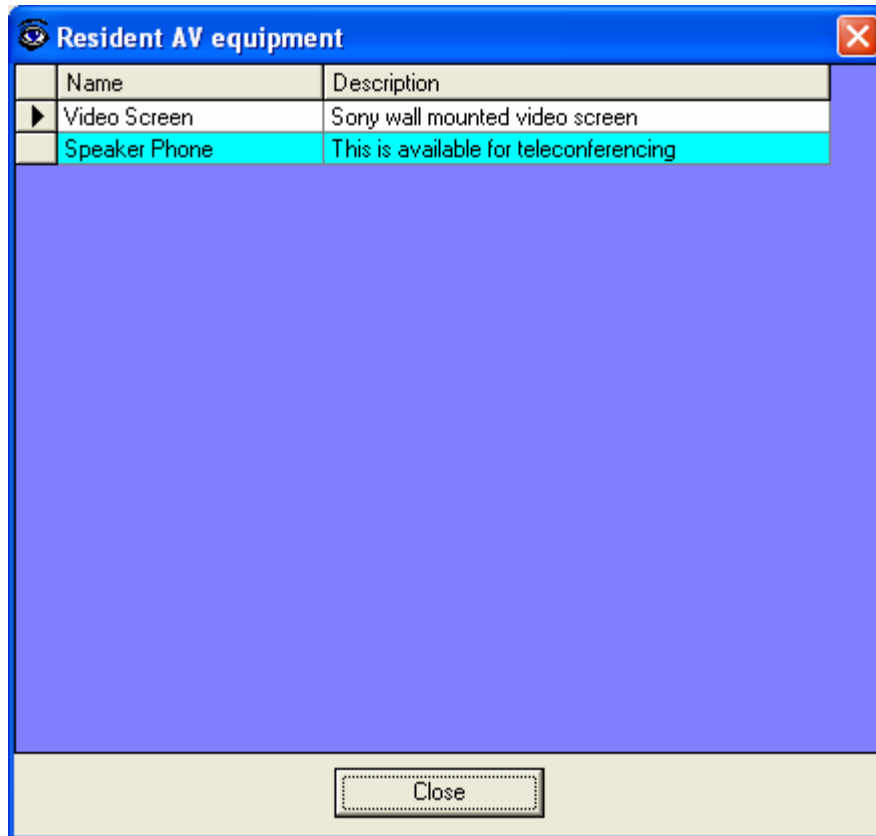 Resident AV equipment
Name Description
Video Screen Sony wall mounted video screen
Speaker Phone This is available for teleconferencing
Close